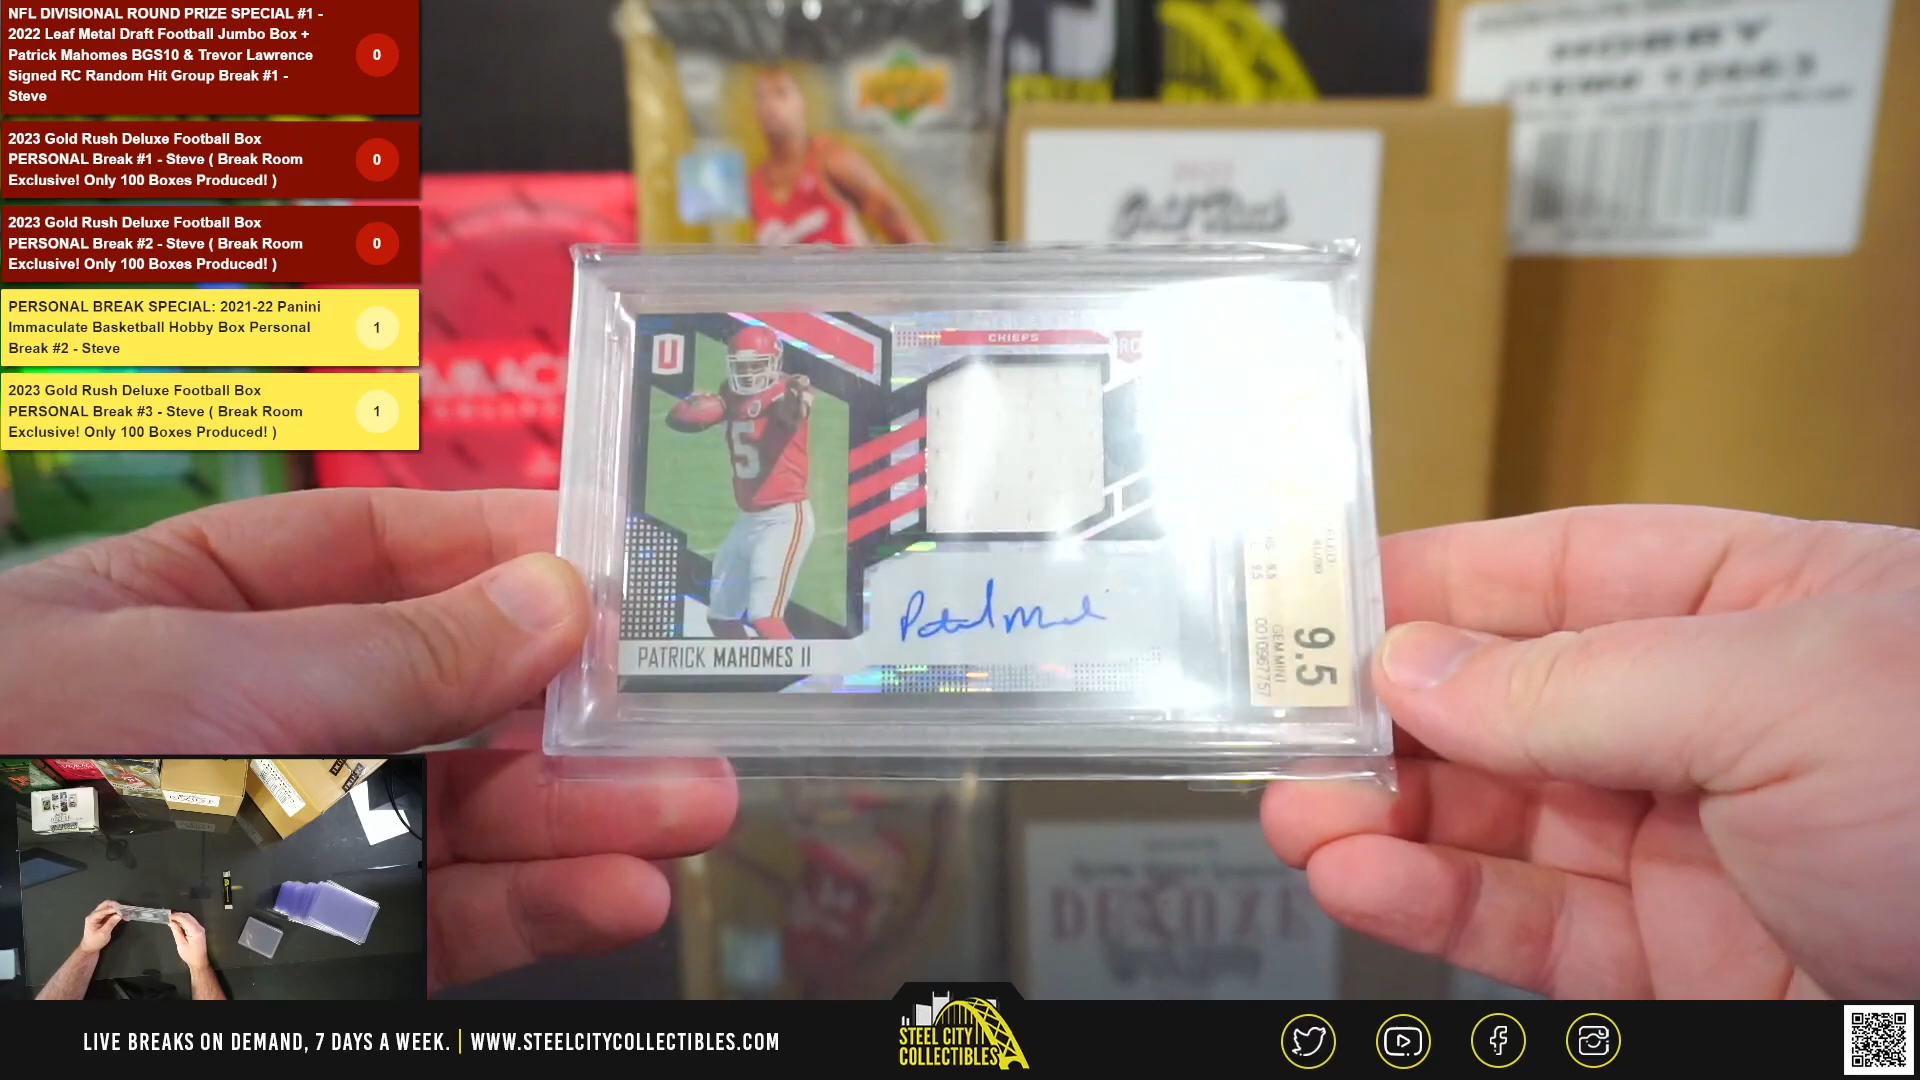 NFL DIVISIONAL ROUND PRIZE SPECIAL #1 -
2022 Leaf Metal Draft Football Jumbo Box +
Patrick Mahomes BGS10 & Trevor Lawrence
Signed RC Random Hit Group Break #1 -
Steve
0
2023 Gold Rush Deluxe Football Box
PERSONAL Break #1 - Steve ( Break Room
Exclusive! Only 100 Boxes Produced! )
0
2023 Gold Rush Deluxe Football Box
PERSONAL Break #2 - Steve ( Break Room
Exclusive! Only 100 Boxes Produced! )
0
PERSONAL BREAK SPECIAL: 2021-22 Panini
Immaculate Basketball Hobby Box Personal
Break #2 - Steve
1
2023 Gold Rush Deluxe Football Box
PERSONAL Break #3 - Steve ( Break Room
Exclusive! Only 100 Boxes Produced! )
1
HOBBY
Gold Rush
U
CHIEFS
RC
5
PATRICK MAHOMES II
9.5
GEM MINT
0010967757
DELUXE
LIVE BREAKS ON DEMAND, 7 DAYS A WEEK. | WWW.STEELCITYCOLLECTIBLES.COM
STEEL CITY
COLLECTIBLES